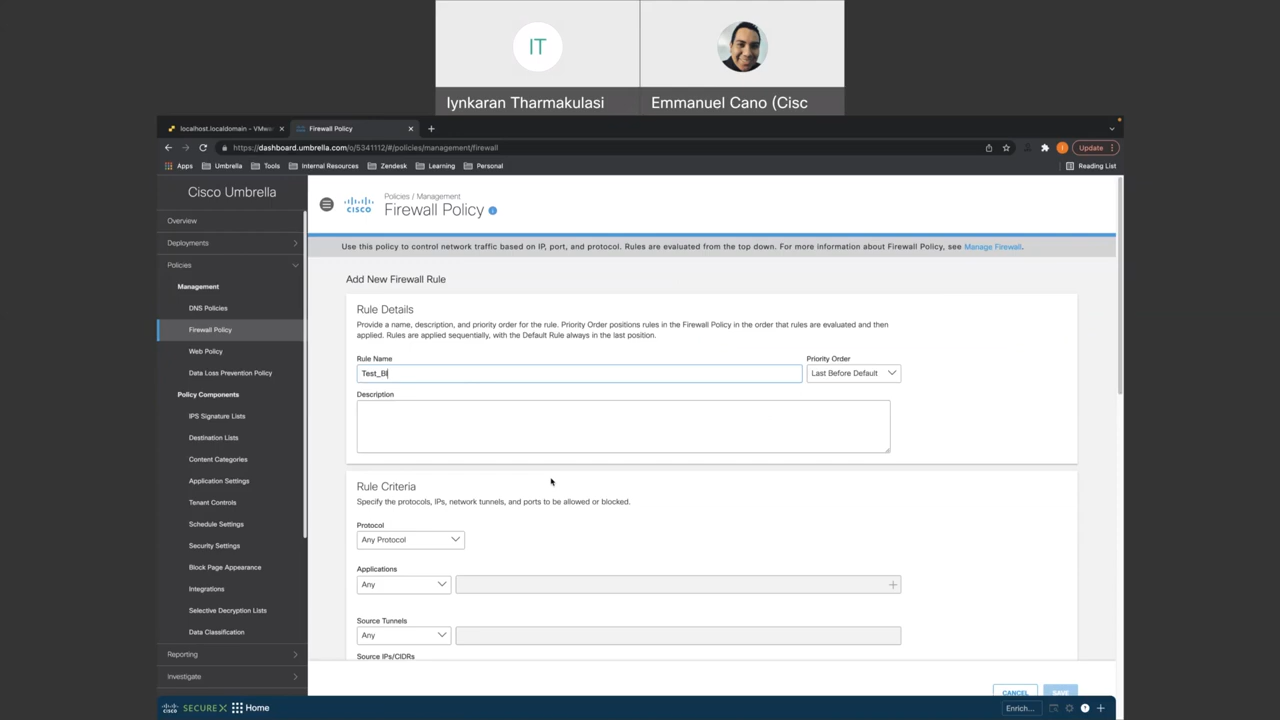 IT
Iynkaran Tharmakulasi
Emmanuel Cano (Cisc
localhost.localdomain - VMwa
Firewall Policy
https://dashboard.umbrella.com/o/5341112/#/policies/management/firewall
Update
Apps
Umbrella
Tools
Internal Resources
Zendesk
Learning
Personal
Reading List
Cisco Umbrella
Overview
Deployments
Policies
Management
DNS Policies
Firewall Policy
Web Policy
Data Loss Prevention Policy
Policy Components
IPS Signature Lists
Destination Lists
Content Categories
Application Settings
Tenant Controls
Schedule Settings
Security Settings
Block Page Appearance
Integrations
Selective Decryption Lists
Data Classification
Reporting
Investigate
CISCO
Policies / Management
Firewall Policy
Use this policy to control network traffic based on IP, port, and protocol. Rules are evaluated from the top down. For more information about Firewall Policy, see Manage Firewall.
Add New Firewall Rule
Rule Details
Provide a name, description, and priority order for the rule. Priority Order positions rules in the Firewall Policy in the order that rules are evaluated and then
applied. Rules are applied sequentially, with the Default Rule always in the last position.
Rule Name
Priority Order
Test_Bl
Last Before Default
Description
Rule Criteria
Specify the protocols, IPs, network tunnels, and ports to be allowed or blocked.
Protocol
Any Protocol
Applications
Any
Source Tunnels
Any
Source IPs/CIDRs
CANCEL
SAVE
SECURE X
Home
Enrich...